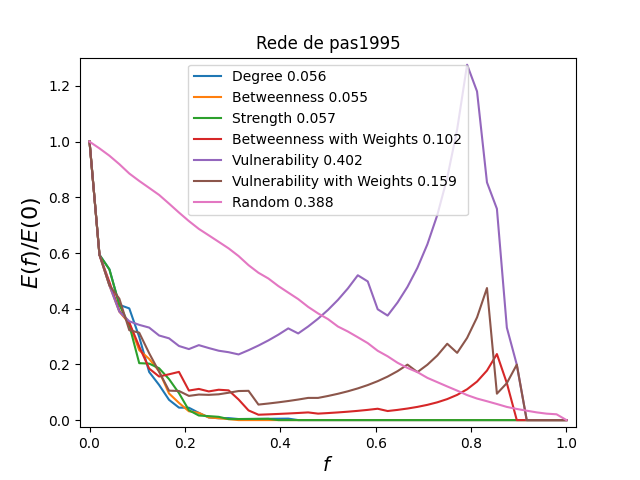 Rede de pas1995
E(f)/E(0)
1.2
1.0
0.8
0.6
0.4
0.2
0.0
Degree 0.056
Betweenness 0.055
Strength 0.057
Betweenness with Weights 0.102
Vulnerability 0.402
Vulnerability with Weights 0.159
Random 0.388
0.0 0.2 0.4 0.6 0.8 1.0
f